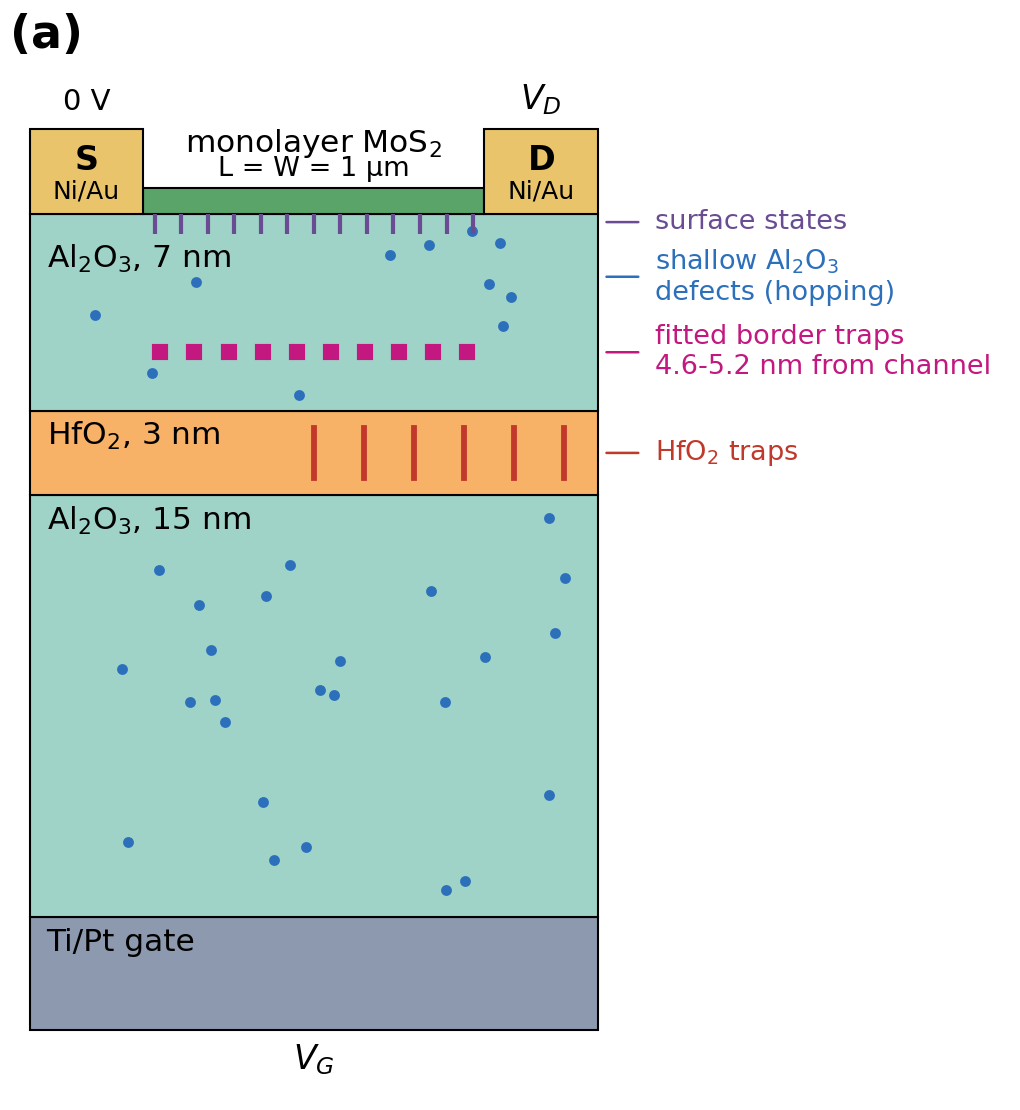 (a)
0 V
V_D
monolayer MoS₂
L = W = 1 μm
S
Ni/Au
D
Ni/Au
surface states
Al₂O₃, 7 nm
shallow Al₂O₃
defects (hopping)
fitted border traps
4.6-5.2 nm from channel
HfO₂, 3 nm
HfO₂ traps
Al₂O₃, 15 nm
Ti/Pt gate
V_G